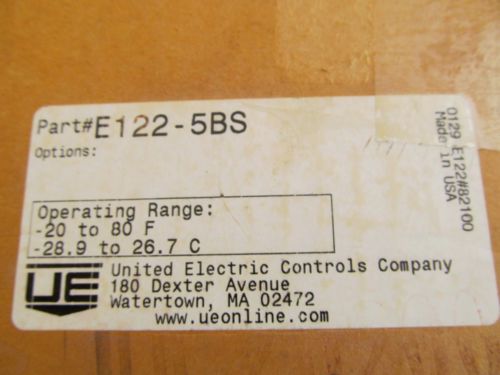 Part#E122-5BS
Options:
Operating Range:
-20 to 80 F
-28.9 to 26.7 C
UE
United Electric Controls Company
180 Dexter Avenue
Watertown, MA 02472
www.ueonline.com
0129 E122#82100
Made in USA